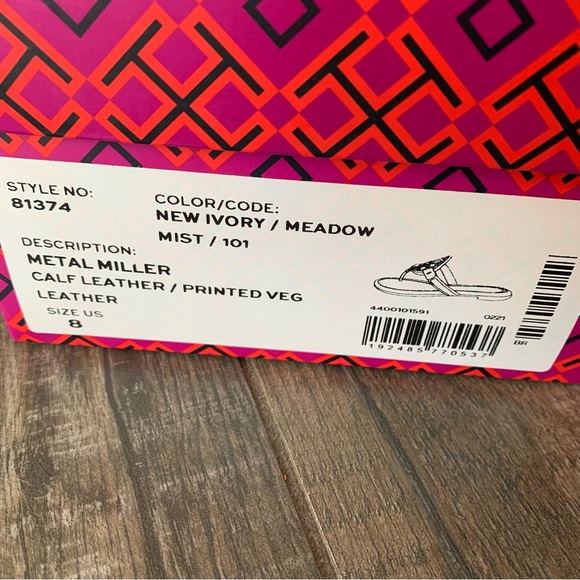 STYLE NO:
81374
COLOR/CODE:
NEW IVORY / MEADOW
MIST / 101
DESCRIPTION:
METAL MILLER
CALF LEATHER / PRINTED VEG
LEATHER
SIZE US
8
4400101591
0221
192485770537
BR